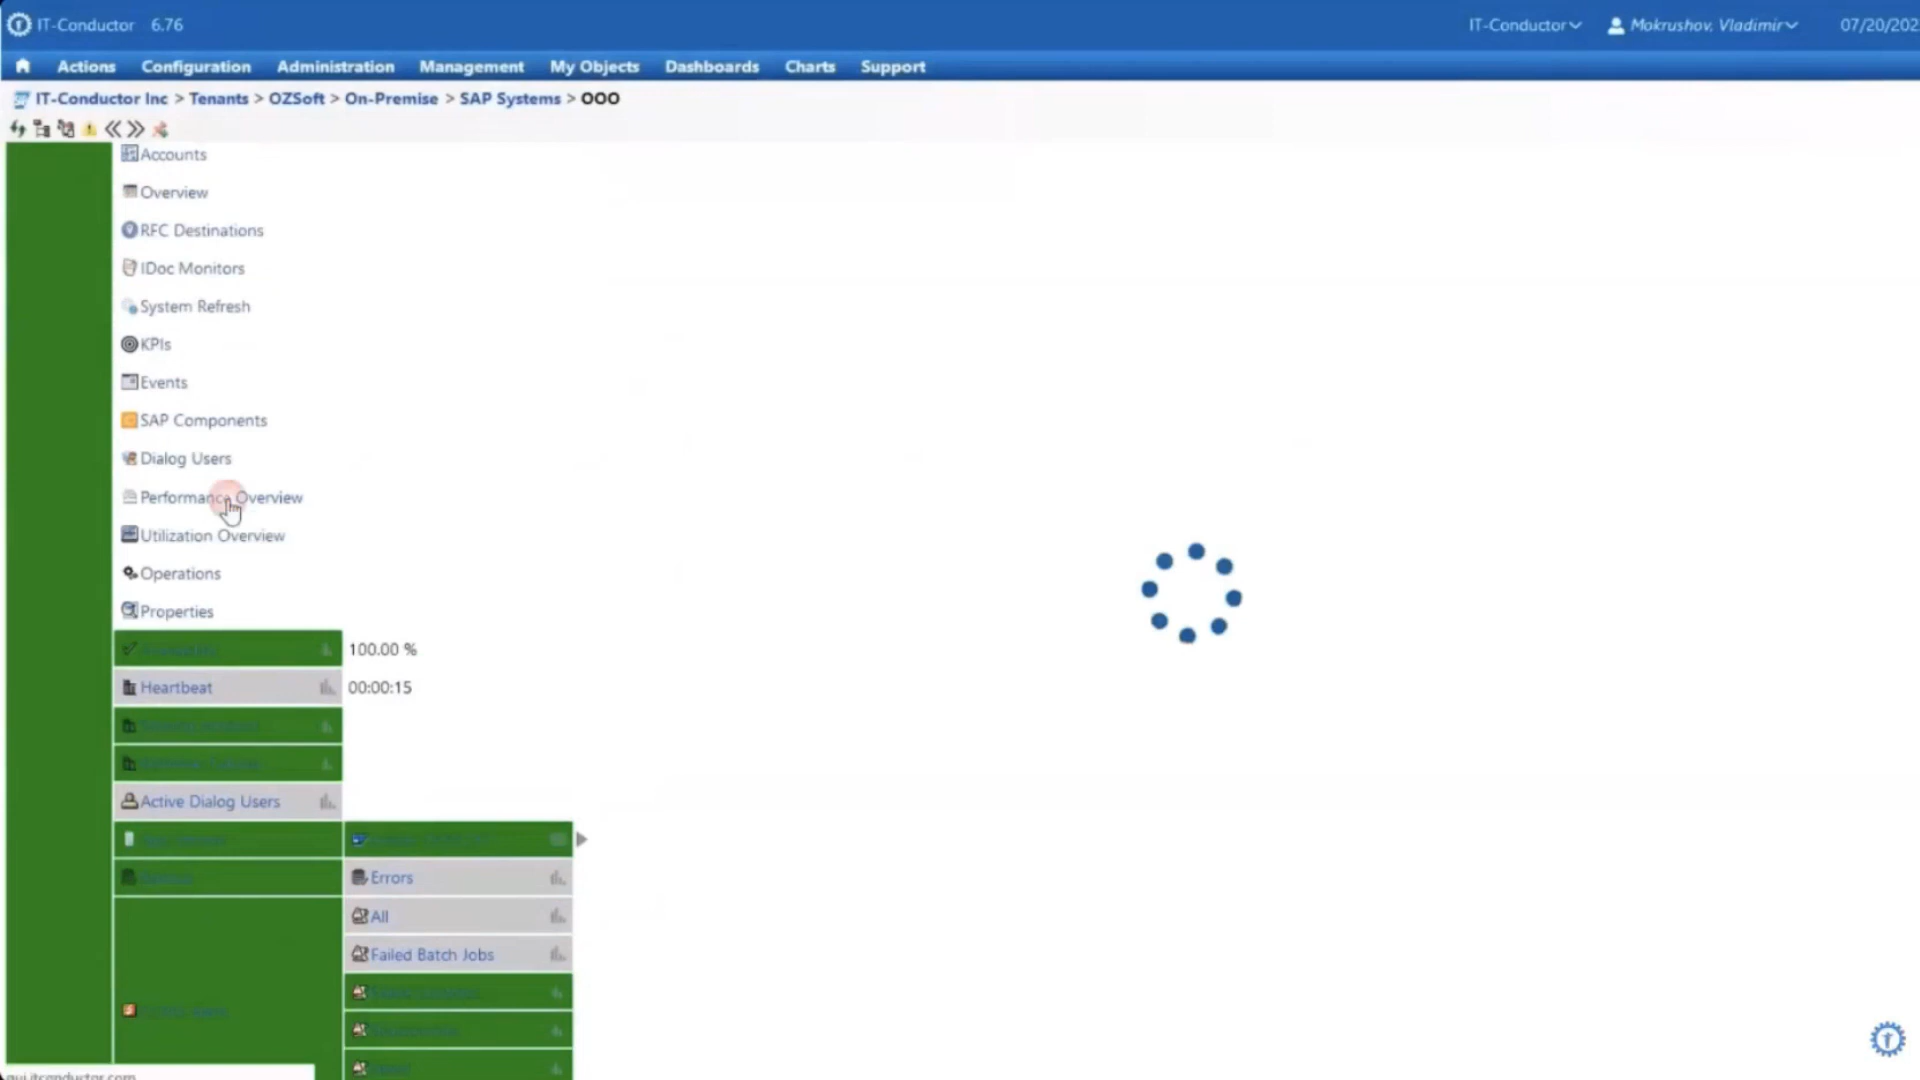 IT-Conductor 6.76
IT-Conductor
Mokrushov, Vladimir
07/20/202
Actions Configuration Administration Management My Objects Dashboards Charts Support
IT-Conductor Inc > Tenants > OZSoft > On-Premise > SAP Systems > OOO
Accounts
Overview
RFC Destinations
IDoc Monitors
System Refresh
KPIs
Events
SAP Components
Dialog Users
Performance Overview
Utilization Overview
Operations
Properties
100.00 %
Heartbeat 00:00:15
Active Dialog Users
Errors
All
Failed Batch Jobs